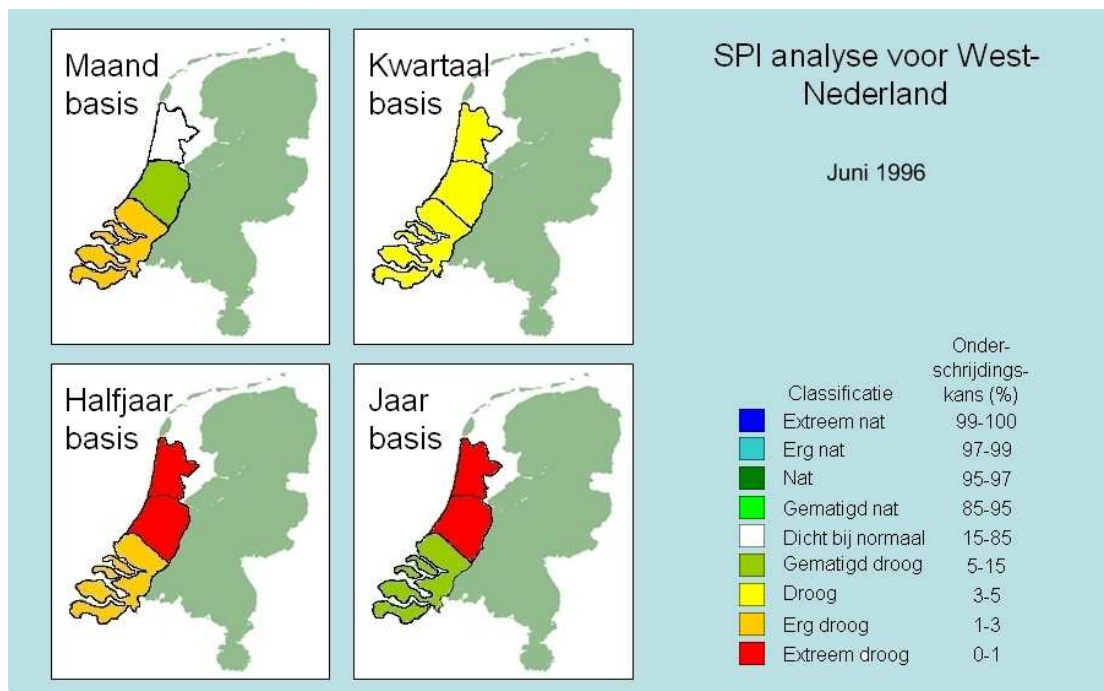 Maand
basis
Kwartaal
basis
SPI analyse voor West-
Nederland
Juni 1996
Halfjaar
basis
Jaar
basis
Onder-
schrijdings-
Classificatie kans (%)
Extreem nat 99-100
Erg nat 97-99
Nat 95-97
Gematigd nat 85-95
Dicht bij normaal 15-85
Gematigd droog 5-15
Droog 3-5
Erg droog 1-3
Extreem droog 0-1